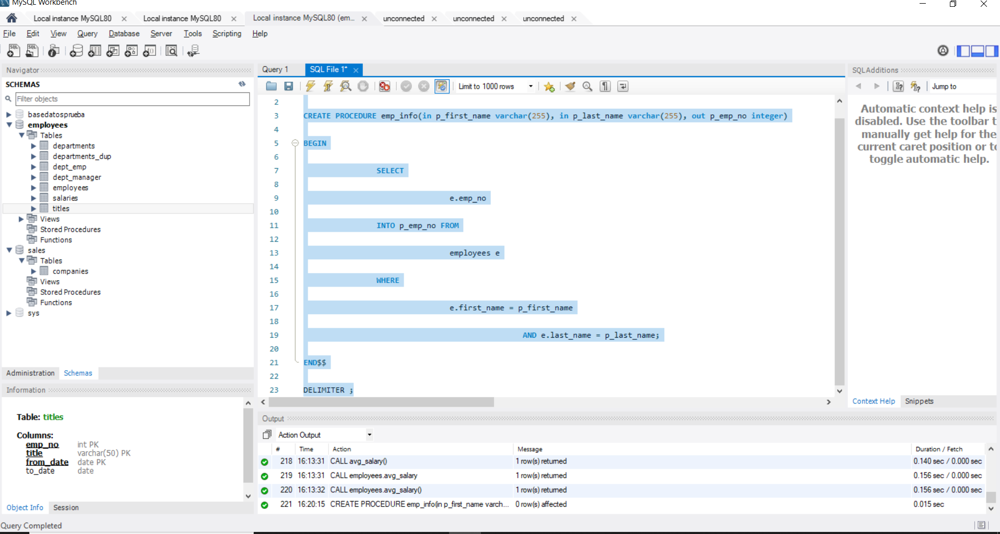 MySQL Workbench
Local instance MySQL80
Local instance MySQL80
Local instance MySQL80 (em...
unconnected
unconnected
unconnected
File Edit View Query Database Server Tools Scripting Help
Navigator
SCHEMAS
Filter objects
basedatosprueba
employees
Tables
departments
departments_dup
dept_emp
dept_manager
employees
salaries
titles
Views
Stored Procedures
Functions
sales
Tables
companies
Views
Stored Procedures
Functions
sys
Administration Schemas
Information
Table: titles
Columns:
emp_no int PK
title varchar(50) PK
from_date date PK
to_date date
Object Info Session
Query Completed
Query 1 SQL File 1*
Limit to 1000 rows
2
3 CREATE PROCEDURE emp_info(in p_first_name varchar(255), in p_last_name varchar(255), out p_emp_no integer)
4
5 BEGIN
6
7 SELECT
8
9 e.emp_no
10
11 INTO p_emp_no FROM
12
13 employees e
14
15 WHERE
16
17 e.first_name = p_first_name
18
19 AND e.last_name = p_last_name;
20
21 END$$
22
23 DELIMITER ;
Output
Action Output
# Time Action Message Duration / Fetch
218 16:13:31 CALL avg_salary() 1 row(s) returned 0.140 sec / 0.000 sec
219 16:13:31 CALL employees.avg_salary 1 row(s) returned 0.156 sec / 0.000 sec
220 16:13:32 CALL employees.avg_salary() 1 row(s) returned 0.156 sec / 0.000 sec
221 16:20:15 CREATE PROCEDURE emp_info(in p_first_name varch... 0 row(s) affected 0.015 sec
SQLAdditions
Jump to
Automatic context help is
disabled. Use the toolbar t
manually get help for the
current caret position or to
toggle automatic help.
Context Help Snippets